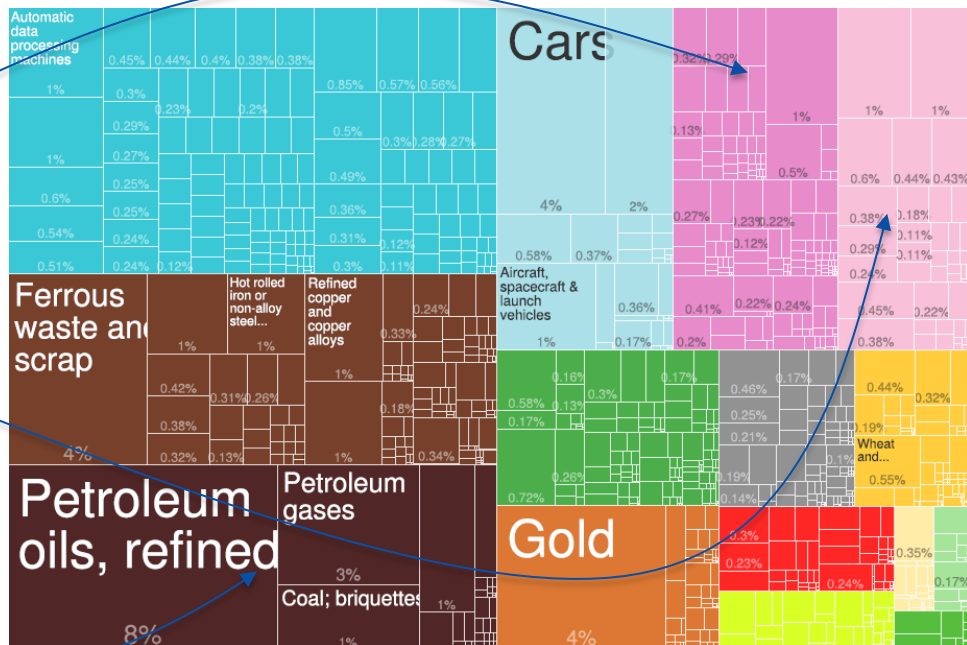 Automatic
data
processing
machines
0.45% 0.44% 0.4% 0.38% 0.38%
1%
0.3%
0.23% 0.2%
0.29%
1%
0.27%
0.25%
0.6%
0.25%
0.54%
0.24%
0.51% 0.24% 0.12%
0.85% 0.57% 0.56%
0.5%
0.3% 0.28% 0.27%
0.49%
0.36%
0.31% 0.12%
0.3% 0.11%
Cars
4% 2%
0.58% 0.37%
Aircraft,
spacecraft &
launch
vehicles
0.36%
1% 0.17%
0.32% 0.29%
1%
0.13%
0.5%
0.27% 0.23% 0.22%
0.12%
0.41% 0.22% 0.24%
0.2%
1% 1%
0.6% 0.44% 0.43%
0.38% 0.18%
0.11%
0.29% 0.11%
0.24%
0.45% 0.22%
0.38%
Ferrous
waste and
scrap
4%
Hot rolled
iron or
non-alloy
steel...
1% 1%
0.42%
0.31% 0.26%
0.38%
0.32% 0.13%
Refined
copper
and
copper
alloys
0.24%
0.33%
1%
0.18%
1% 0.34%
0.16% 0.17%
0.58% 0.13% 0.3%
0.17%
0.26%
0.72%
0.46% 0.17%
0.25%
0.21%
0.1%
0.19%
0.14%
0.44% 0.32%
0.19%
Wheat
and...
0.55%
Petroleum
oils, refined
8%
Petroleum
gases
3%
Coal; briquettes
1%
1%
Gold
4%
0.3%
0.23% 0.24%
0.35%
0.17%